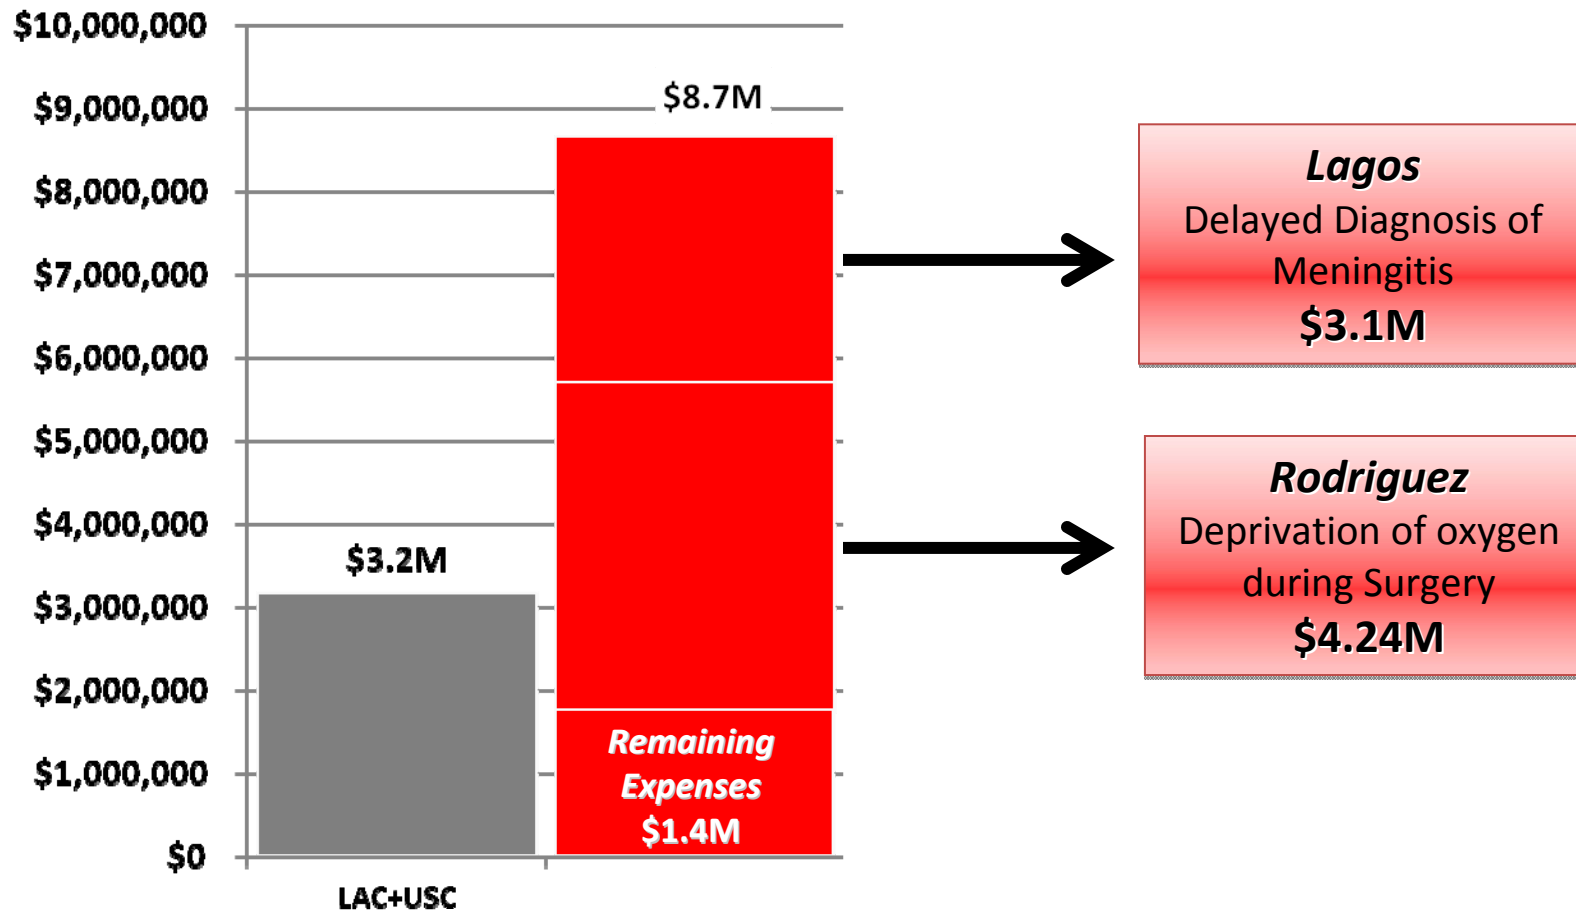 $10,000,000
$9,000,000
$8,000,000
$7,000,000
$6,000,000
$5,000,000
$4,000,000
$3,000,000
$2,000,000
$1,000,000
$0
$3.2M
$8.7M
Remaining
Expenses
$1.4M
LAC+USC
Lagos
Delayed Diagnosis of
Meningitis
$3.1M
Rodriguez
Deprivation of oxygen
during Surgery
$4.24M